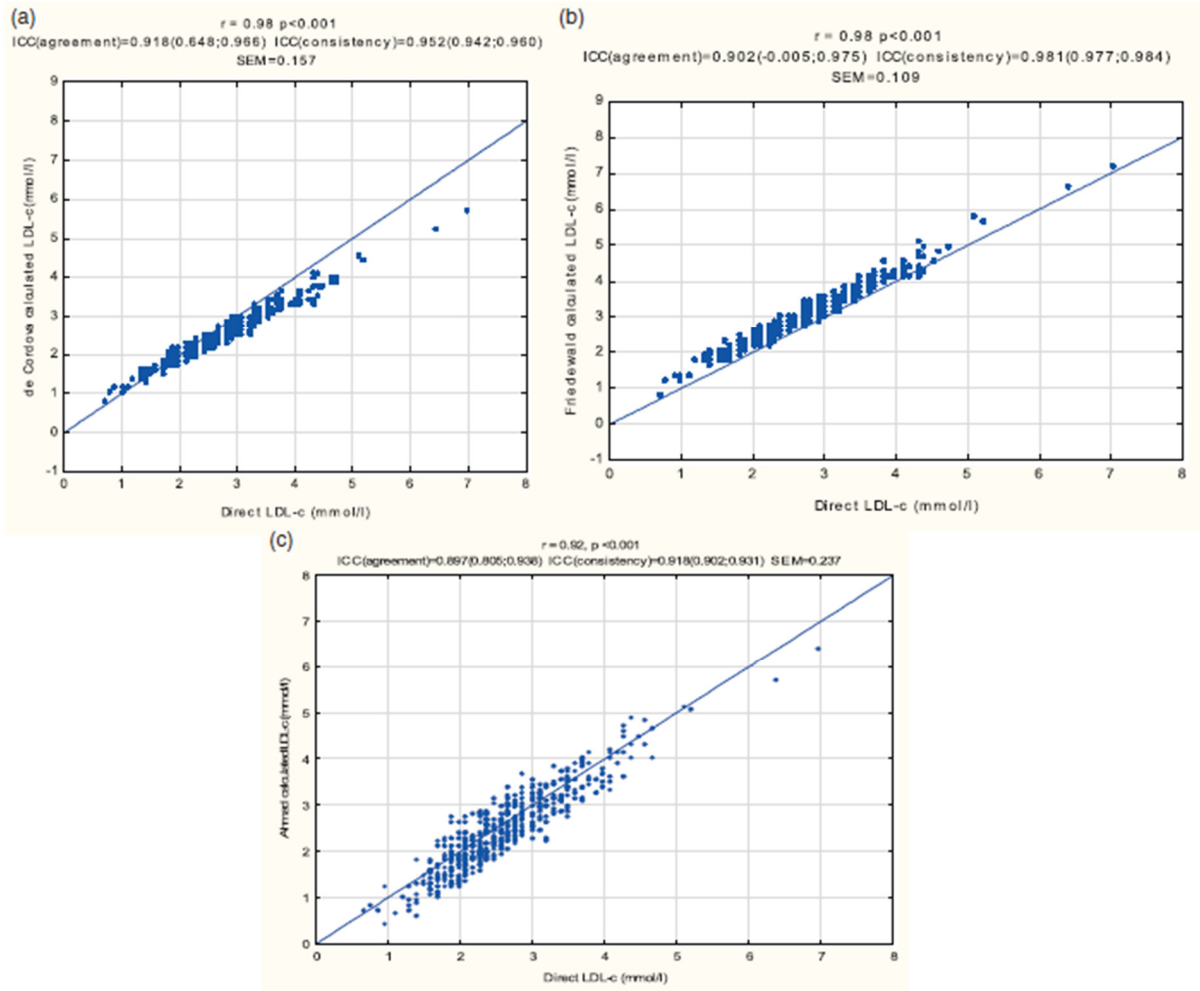 (a)
r = 0.98 p<0.001
ICC(agreement)=0.918(0.648;0.966) ICC(consistency)=0.952(0.942;0.960)
SEM=0.157
de Cordova calculated LDL-c (mmol/l)
9
8
7
6
5
4
3
2
1
0
-1
0 1 2 3 4 5 6 7 8
Direct LDL-c (mmol/l)
(b)
r = 0.98 p<0.001
ICC(agreement)=0.902(-0.005;0.975) ICC(consistency)=0.981(0.977;0.984)
SEM=0.109
Friedewald calculated LDL-c (mmol/l)
9
8
7
6
5
4
3
2
1
0
-1
0 1 2 3 4 5 6 7 8
Direct LDL-c (mmol/l)
(c)
r = 0.92, p <0.001
ICC(agreement)=0.897(0.805;0.938) ICC(consistency)=0.918(0.902;0.931) SEM=0.237
Ahmad calculated LDL-c (mmol/l)
8
7
6
5
4
3
2
1
0
0 1 2 3 4 5 6 7 8
Direct LDL-c (mmol/l)